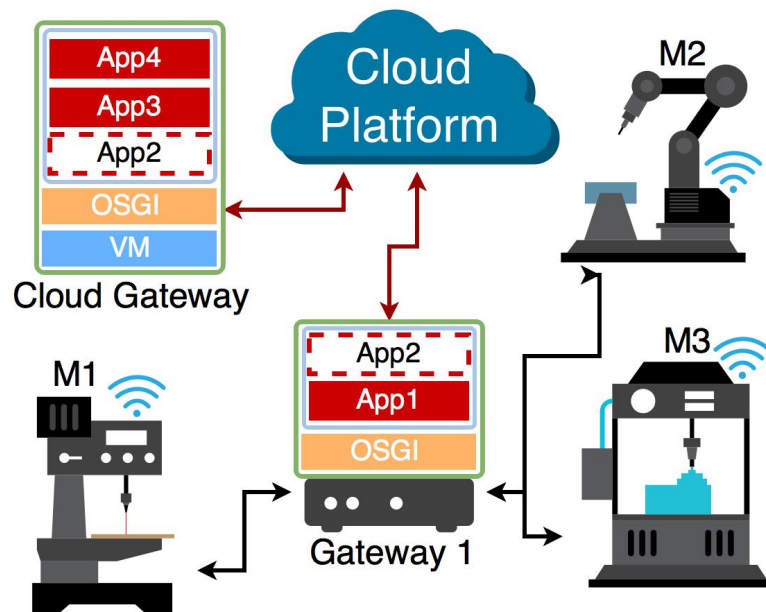 App4
App3
App2
OSGI
VM
Cloud Gateway
Cloud
Platform
M2
App2
App1
OSGI
Gateway 1
M1
M3